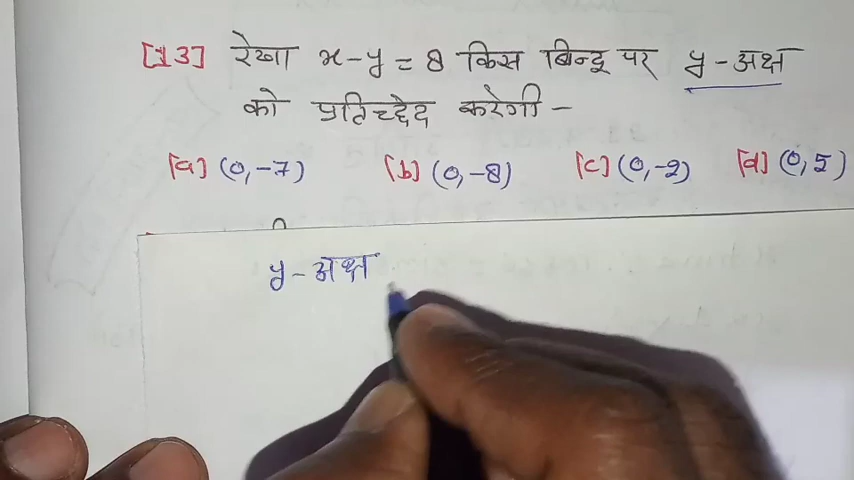 [13] रेखा x-y = 8 किस बिन्दू पर y-अक्ष
को प्रतिच्छेद करेगी -
[a] (0,-7) [b] (0,-8) [c] (0,-2) [d] (0,5)
y-अक्ष